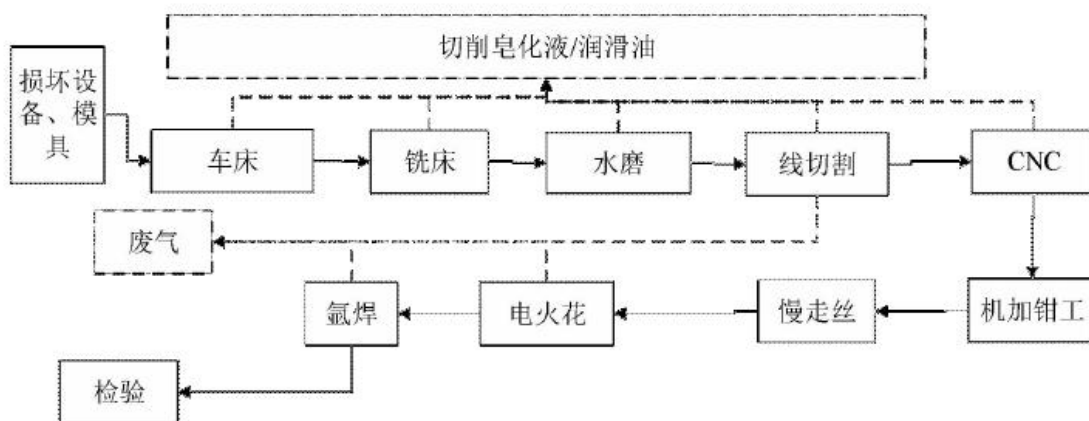 切削皂化液/润滑油
损坏设
备、模
具
车床
铣床
水磨
线切割
CNC
废气
氩焊
电火花
慢走丝
机加钳工
检验